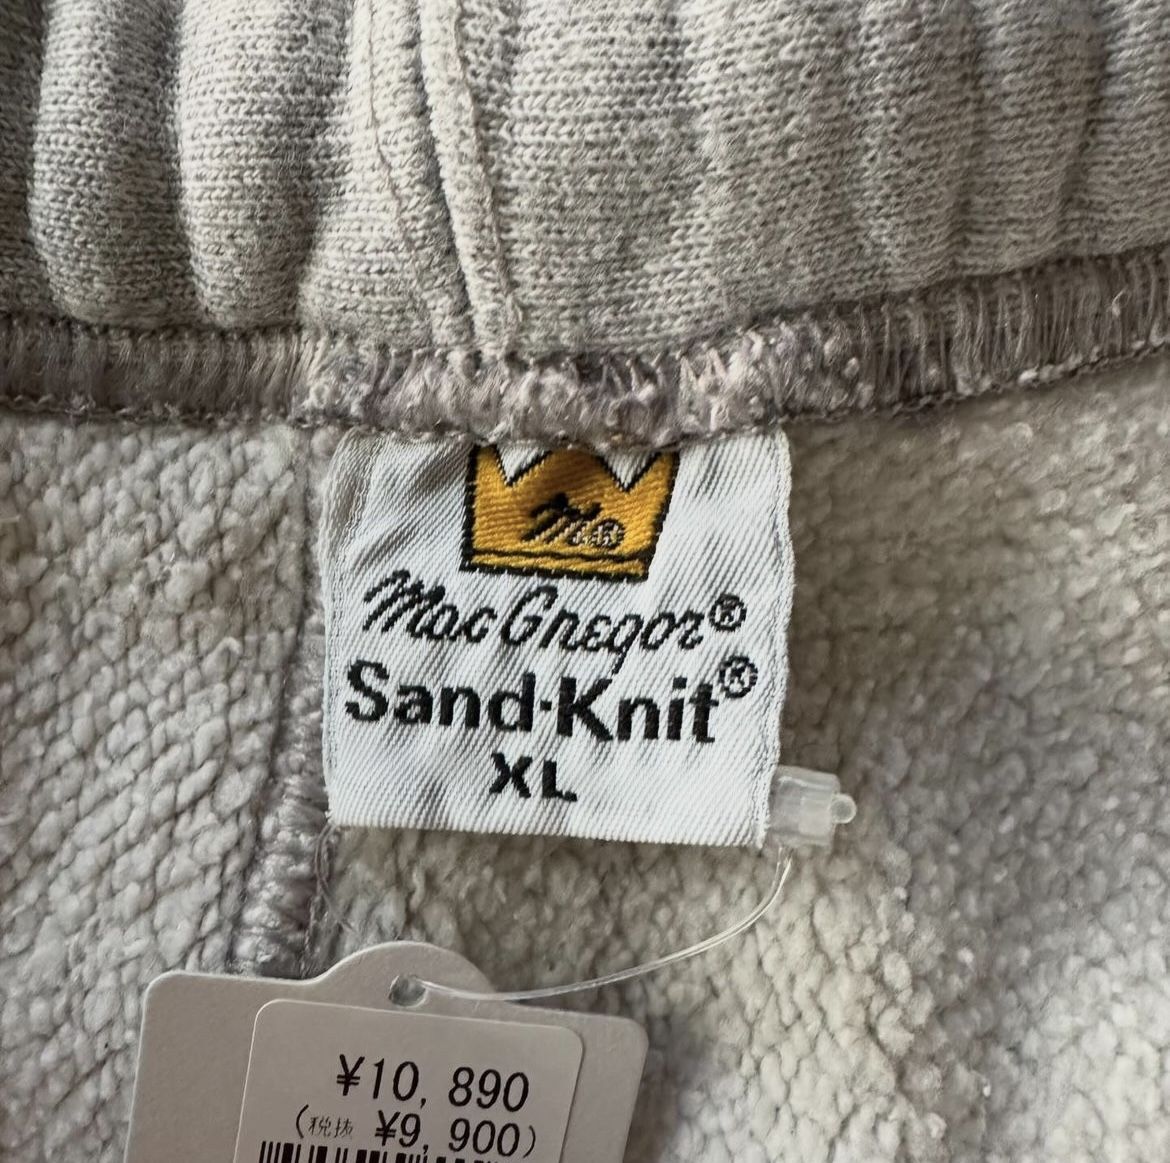 MacGregor®
Sand·Knit®
XL
¥10,890
(税抜 ¥9,900)